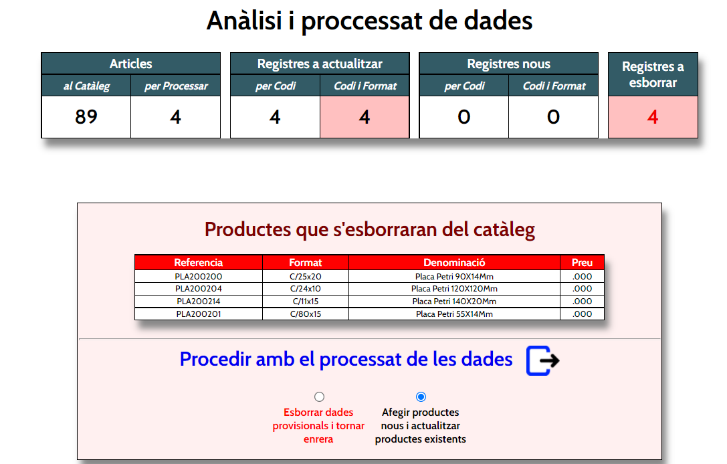 Anàlisi i proccessat de dades
Articles
al Catàleg per Processar
89 4
Registres a actualitzar
per Codi Codi i Format
4 4
Registres nous
per Codi Codi i Format
0 0
Registres a
esborrar
4
Productes que s'esborraran del catàleg
Referencia Format Denominació Preu
PLA200200 C/25x20 Placa Petri 90X14Mm .000
PLA200204 C/24x10 Placa Petri 120X120Mm .000
PLA200214 C/11x15 Placa Petri 140X20Mm .000
PLA200201 C/80x15 Placa Petri 55X14Mm .000
Procedir amb el processat de les dades
Esborrar dades
provisionals i tornar
enrera
Afegir productes
nous i actualitzar
productes existents